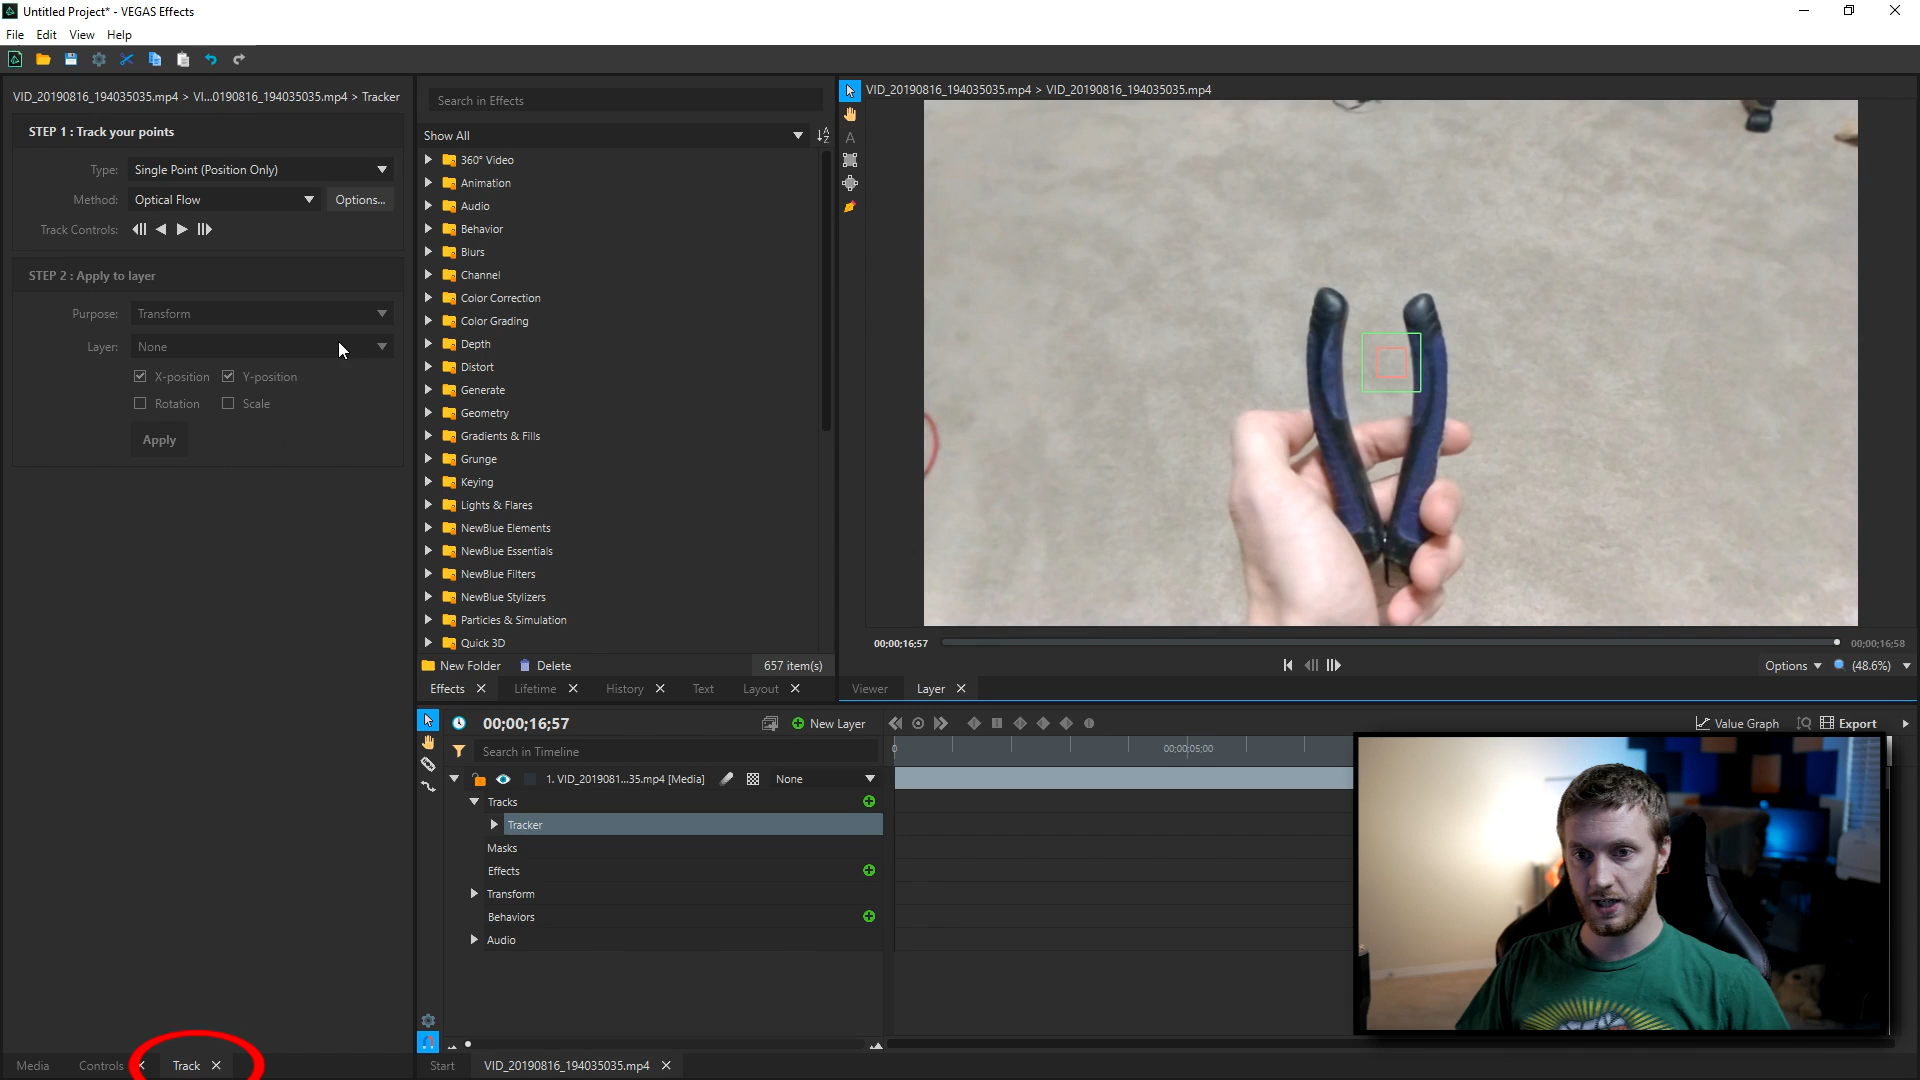 Untitled Project* - VEGAS Effects
File Edit View Help
VID_20190816_194035035.mp4 > VI...0190816_194035035.mp4 > Tracker
STEP 1 : Track your points
Type: Single Point (Position Only)
Method: Optical Flow Options...
Track Controls:
STEP 2 : Apply to layer
Purpose: Transform
Layer: None
X-position Y-position
Rotation Scale
Apply
Media Controls Track
Search in Effects
Show All
360° Video
Animation
Audio
Behavior
Blurs
Channel
Color Correction
Color Grading
Depth
Distort
Generate
Geometry
Gradients & Fills
Grunge
Keying
Lights & Flares
NewBlue Elements
NewBlue Essentials
NewBlue Filters
NewBlue Stylizers
Particles & Simulation
Quick 3D
New Folder Delete 657 item(s)
Effects Lifetime History Text Layout
VID_20190816_194035035.mp4 > VID_20190816_194035035.mp4
A
00;00;16;57 00;00;16;58
Options (48.6%)
Viewer Layer
00;00;16;57 New Layer Value Graph Export
Search in Timeline
0 00;00;05;00
1. VID_2019081...35.mp4 [Media] None
Tracks
Tracker
Masks
Effects
Transform
Behaviors
Audio
Start VID_20190816_194035035.mp4